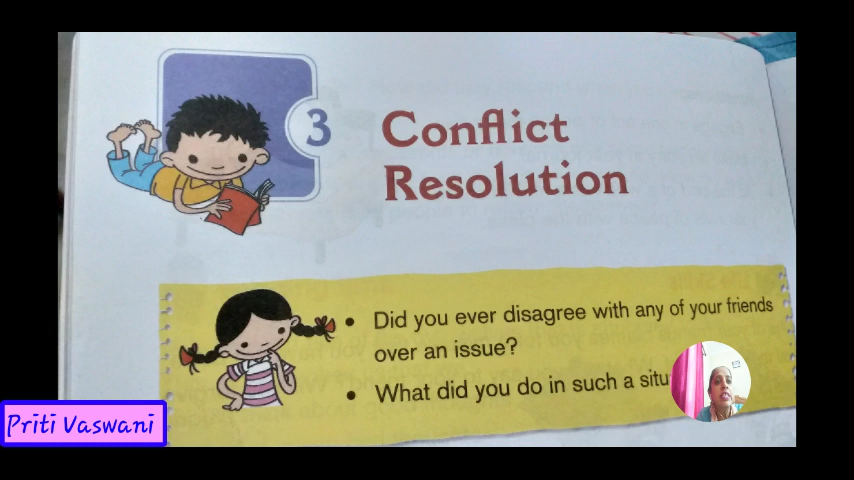 3
Conflict
Resolution
• Did you ever disagree with any of your friends
over an issue?
• What did you do in such a
Priti Vaswani